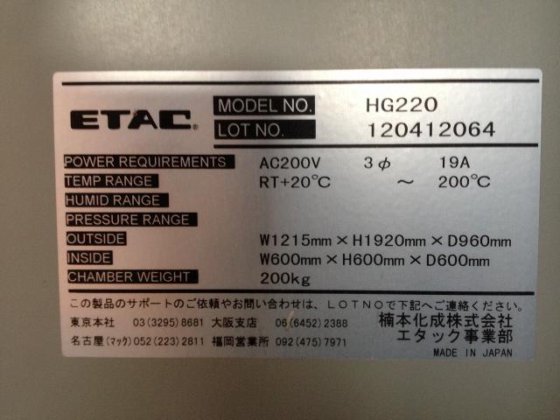 ETAC®
MODEL NO. HG220
LOT NO. 120412064
POWER REQUIREMENTS AC200V 3φ 19A
TEMP RANGE RT+20℃ ～ 200℃
HUMID RANGE
PRESSURE RANGE
OUTSIDE W1215mm×H1920mm×D960mm
INSIDE W600mm×H600mm×D600mm
CHAMBER WEIGHT 200kg
この製品のサポートのご依頼やお問い合わせは、LOTNOで下記へご連絡ください。
東京本社 03(3295)8681 大阪支店 06(6452)2388 楠本化成株式会社
名古屋(マック)052(223)2811 福岡営業所 092(475)7971 エタック事業部
MADE IN JAPAN